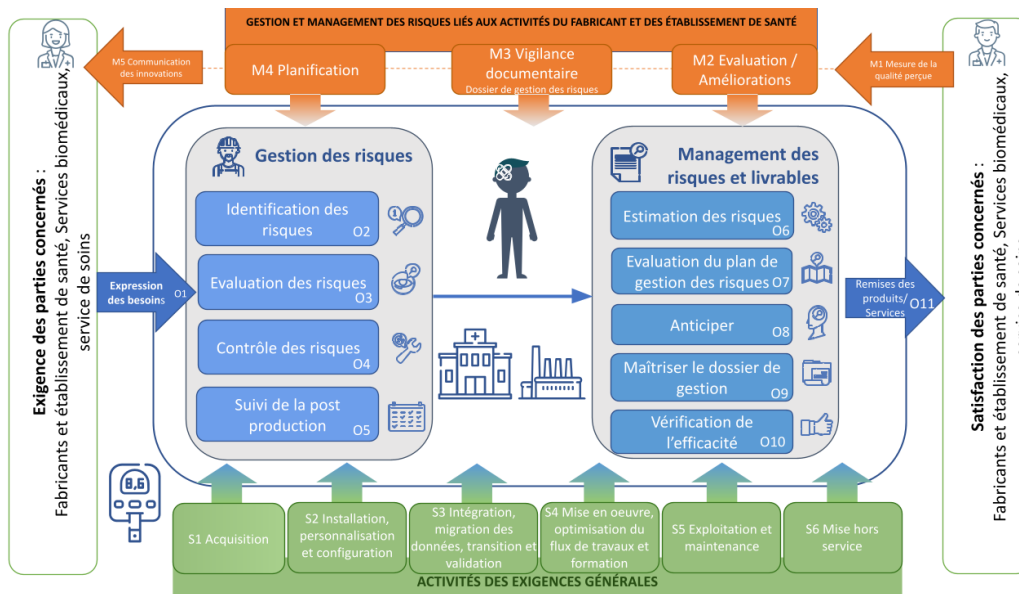 GESTION ET MANAGEMENT DES RISQUES LIÉS AUX ACTIVITÉS DU FABRICANT ET DES ÉTABLISSEMENT DE SANTÉ
M5 Communication
des innovations
M4 Planification
M3 Vigilance
documentaire
Dossier de gestion des risques
M2 Evaluation /
Améliorations
M1 Mesure de la
qualité perçue
Exigence des parties concernés :
Fabricants et établissement de santé, Services biomédicaux,
service de soins
Expression
des besoins
O1
Gestion des risques
Identification des
risques
O2
Evaluation des risques
O3
Contrôle des risques
O4
Suivi de la post
production
O5
Management des
risques et livrables
Estimation des risques
O6
Evaluation du plan de
gestion des risques
O7
Anticiper
O8
Maîtriser le dossier de
gestion
O9
Vérification de
l'efficacité
O10
Remises des
produits/
Services
O11
Satisfaction des parties concernés :
Fabricants et établissement de santé, Services biomédicaux,
8,6
S1 Acquisition
S2 Installation,
personnalisation
et configuration
S3 Intégration,
migration des
données, transition et
validation
S4 Mise en oeuvre,
optimisation du
flux de travaux et
formation
S5 Exploitation et
maintenance
S6 Mise hors
service
ACTIVITÉS DES EXIGENCES GÉNÉRALES